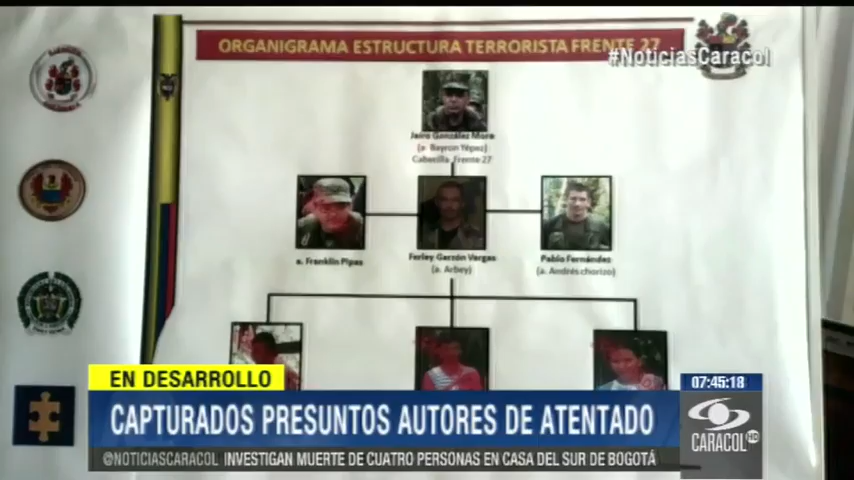 ORGANIGRAMA ESTRUCTURA TERRORISTA FRENTE 27
#NoticiasCaracol
Jairo González Mora
(a. Bayron Yépez)
Cabecilla Frente 27
a. Franklin Pipas
Ferley Garzón Vargas
(a. Arbey)
Pablo Fernández
(a. Andrés chorizo)
EN DESARROLLO
CAPTURADOS PRESUNTOS AUTORES DE ATENTADO
07:45:18
CARACOL HD
@NOTICIASCARACOL INVESTIGAN MUERTE DE CUATRO PERSONAS EN CASA DEL SUR DE BOGOTÁ